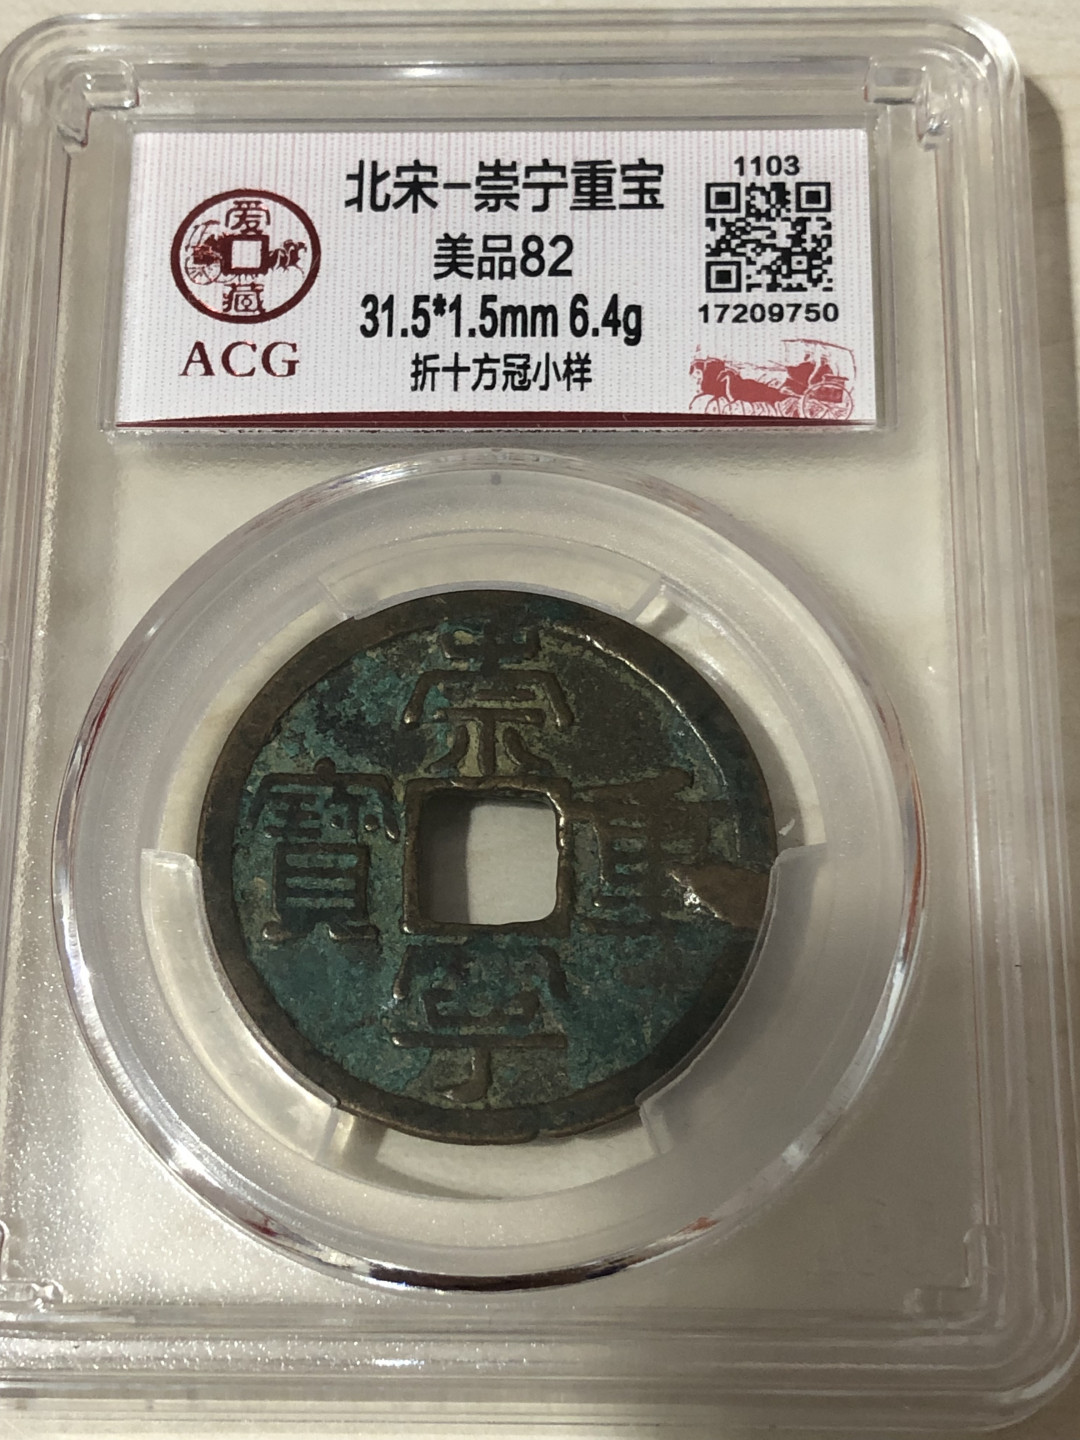 爱藏
ACG
北宋-崇宁重宝
美品82
31.5*1.5mm 6.4g
折十方冠小样
1103
17209750
崇
寧
重
寶